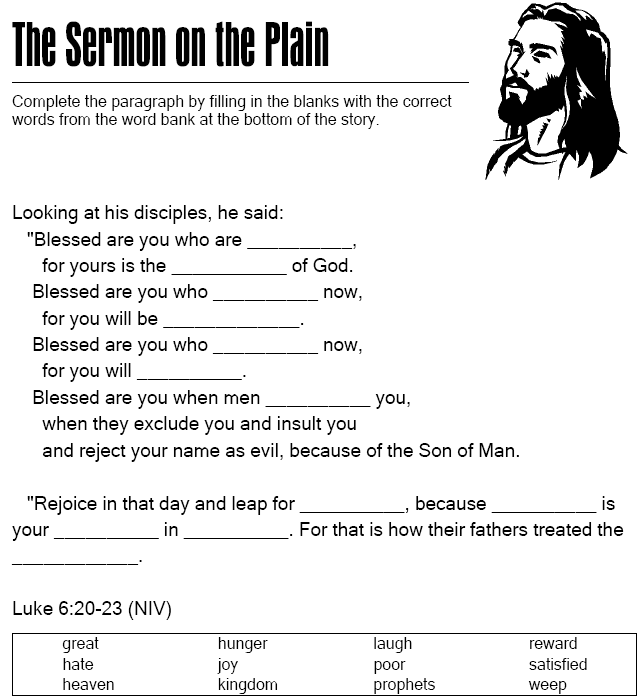 The Sermon on the Plain
Complete the paragraph by filling in the blanks with the correct
words from the word bank at the bottom of the story.
Looking at his disciples, he said:
"Blessed are you who are __________,
for yours is the ___________ of God.
Blessed are you who __________ now,
for you will be _____________.
Blessed are you who __________ now,
for you will __________.
Blessed are you when men __________ you,
when they exclude you and insult you
and reject your name as evil, because of the Son of Man.
"Rejoice in that day and leap for __________, because __________ is
your __________ in __________. For that is how their fathers treated the
____________.
Luke 6:20-23 (NIV)
great hunger laugh reward
hate joy poor satisfied
heaven kingdom prophets weep